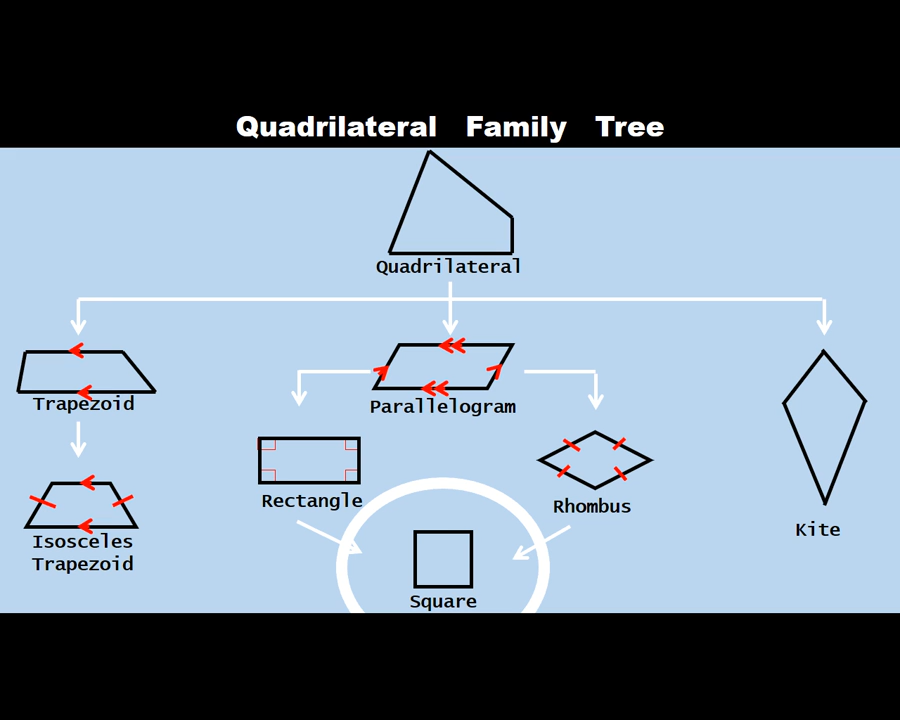 Quadrilateral Family Tree
Quadrilateral
Trapezoid
Parallelogram
Rectangle
Rhombus
Kite
Isosceles
Trapezoid
Square